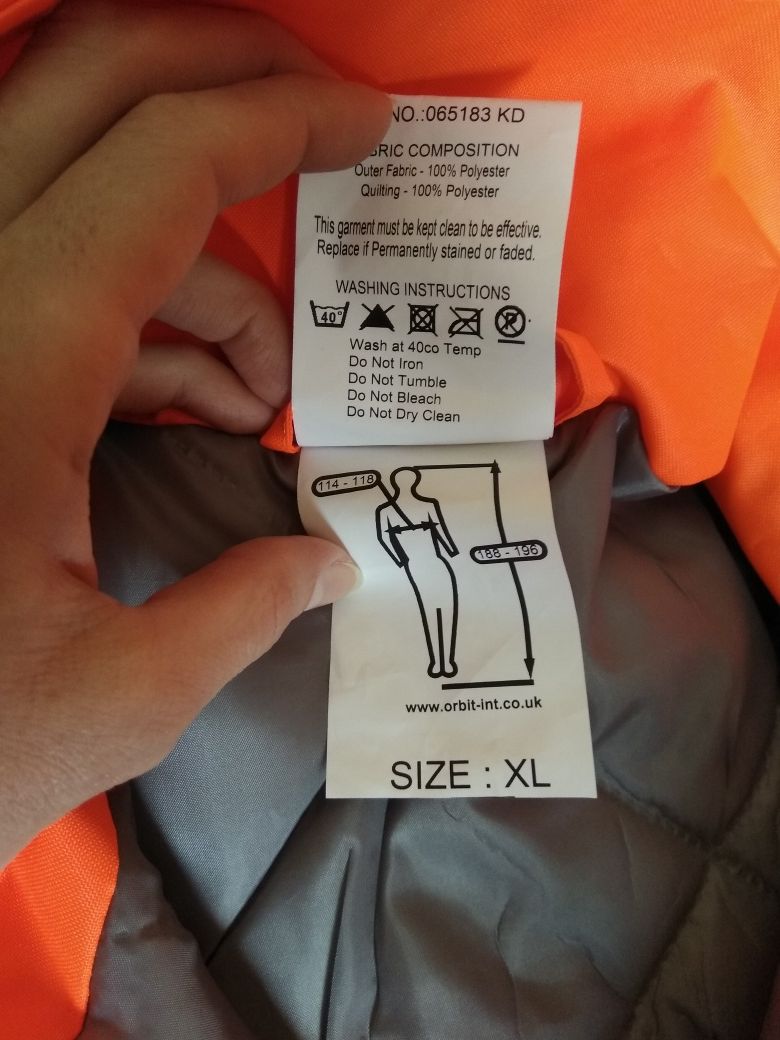 NO.:065183 KD
COMPOSITION
Outer Fabric - 100% Polyester
Quilting - 100% Polyester
This garment must be kept clean to be effective.
Replace if Permanently stained or faded.
WASHING INSTRUCTIONS
40°
P
Wash at 40co Temp
Do Not Iron
Do Not Tumble
Do Not Bleach
Do Not Dry Clean
114 - 118
188 - 196
www.orbit-int.co.uk
SIZE : XL